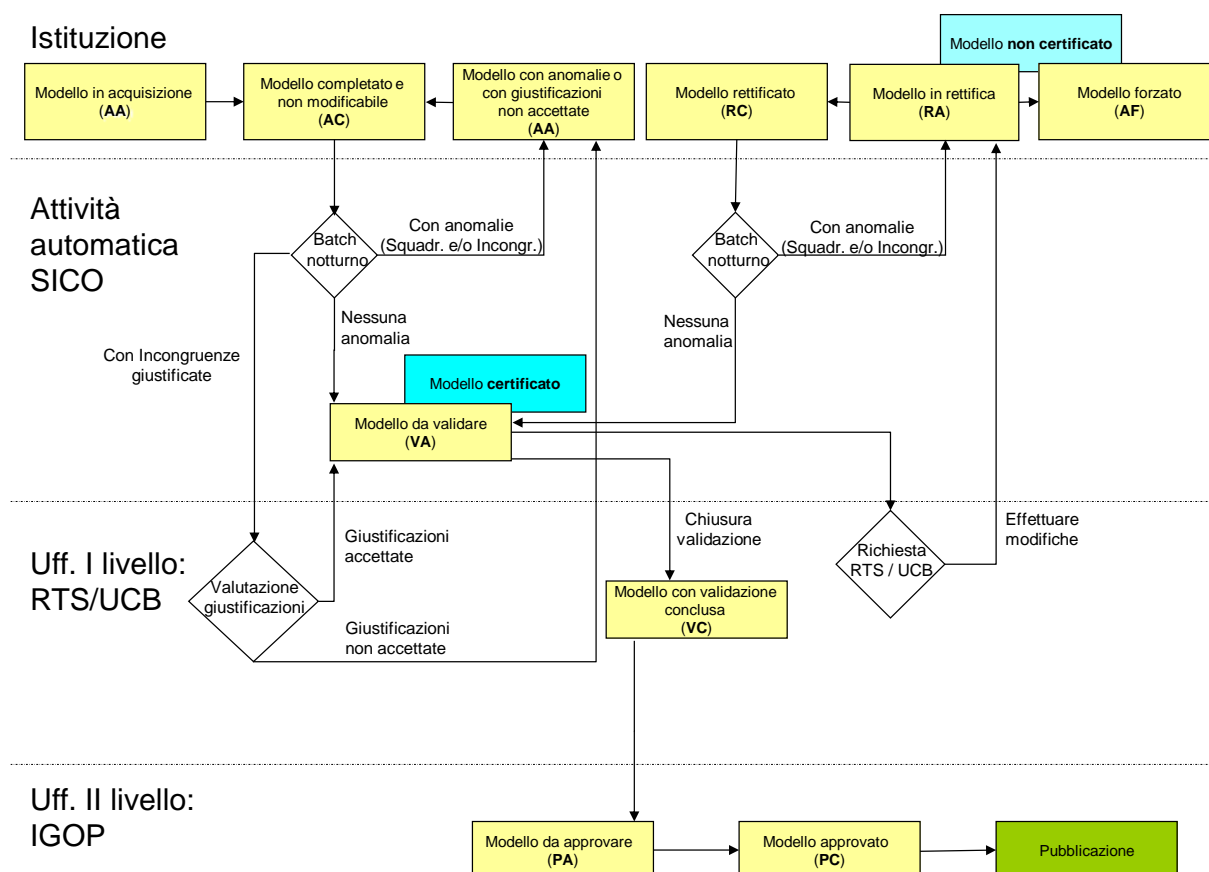 Istituzione
Modello non certificato
Modello in acquisizione
(AA)
Modello completato e
non modificabile
(AC)
Modello con anomalie o
con giustificazioni
non accettate
(AA)
Modello rettificato
(RC)
Modello in rettifica
(RA)
Modello forzato
(AF)
Attività
automatica
SICO
Batch
notturno
Con anomalie
(Squadr. e/o Incongr.)
Batch
notturno
Con anomalie
(Squadr. e/o Incongr.)
Nessuna
anomalia
Nessuna
anomalia
Con Incongruenze
giustificate
Modello certificato
Modello da validare
(VA)
Uff. I livello:
RTS/UCB
Valutazione
giustificazioni
Giustificazioni
accettate
Giustificazioni
non accettate
Chiusura
validazione
Modello con validazione
conclusa
(VC)
Richiesta
RTS / UCB
Effettuare
modifiche
Uff. II livello:
IGOP
Modello da approvare
(PA)
Modello approvato
(PC)
Pubblicazione